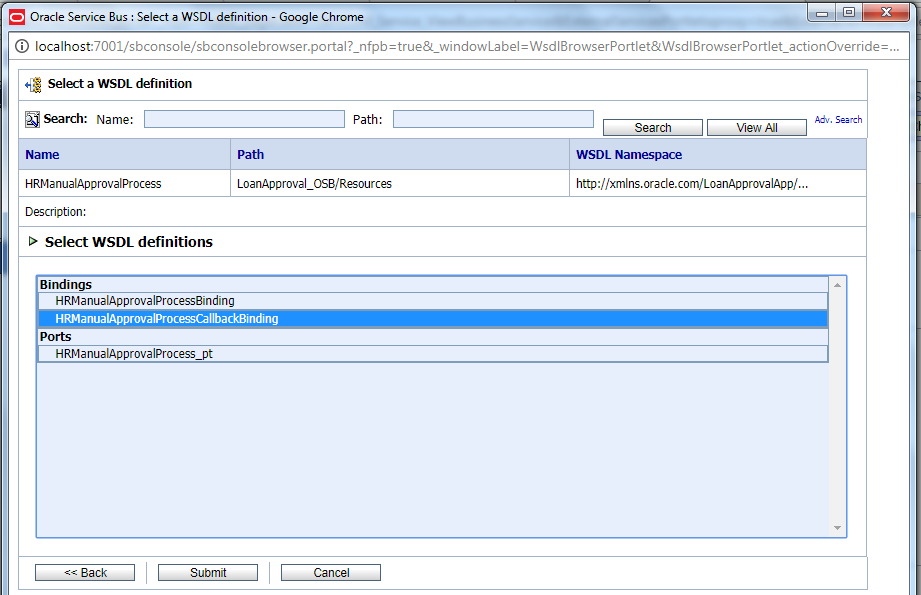 Oracle Service Bus : Select a WSDL definition - Google Chrome
localhost:7001/sbconsole/sbconsolebrowser.portal?_nfpb=true&_windowLabel=WsdlBrowserPortlet&WsdlBrowserPortlet_actionOverride=...
Select a WSDL definition
Search: Name: Path: Search View All Adv. Search
Name Path WSDL Namespace
HRManualApprovalProcess LoanApproval_OSB/Resources http://xmlns.oracle.com/LoanApprovalApp/...
Description:
Select WSDL definitions
Bindings
HRManualApprovalProcessBinding
HRManualApprovalProcessCallbackBinding
Ports
HRManualApprovalProcess_pt
<< Back Submit Cancel